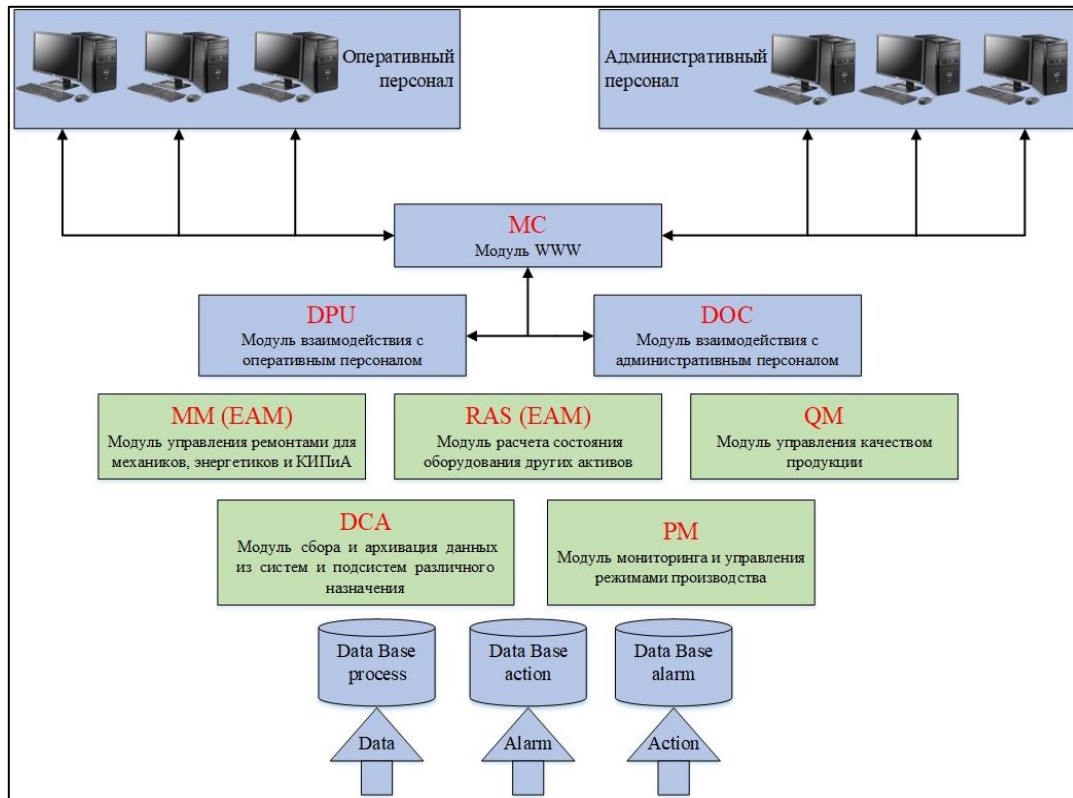 Оперативный
персонал
Административный
персонал
MC
Модуль WWW
DPU
Модуль взаимодействия с
оперативным персоналом
DOC
Модуль взаимодействия с
административным персоналом
MM (EAM)
Модуль управления ремонтами для
механиков, энергетиков и КИПиА
RAS (EAM)
Модуль расчета состояния
оборудования других активов
QM
Модуль управления качеством
продукции
DCA
Модуль сбора и архивация данных
из систем и подсистем различного
назначения
PM
Модуль мониторинга и управления
режимами производства
Data Base
process
Data Base
action
Data Base
alarm
Data
Alarm
Action